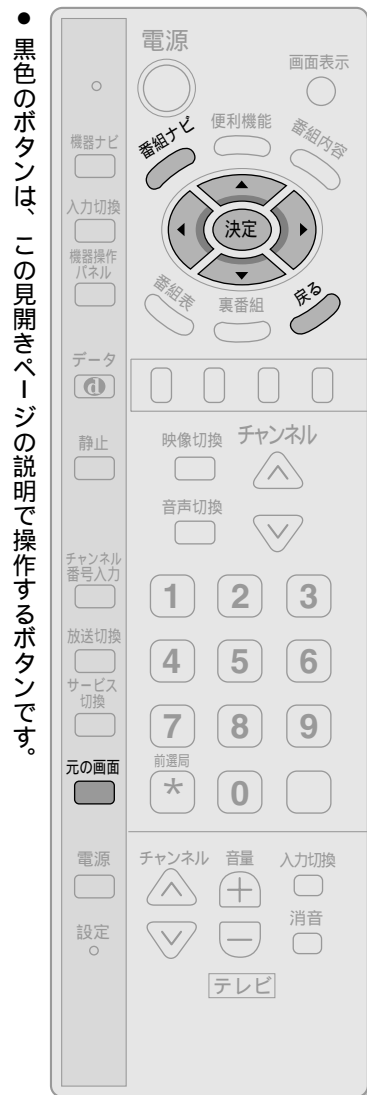 ● 黒色のボタンは、この見開きページの説明で操作するボタンです。
電源
画面表示
機器ナビ
番組ナビ
便利機能
番組内容
入力切換
決定
機器操作
パネル
番組表
裏番組
戻る
データ
d
静止
映像切換
チャンネル
音声切換
チャンネル
番号入力
1
2
3
放送切換
4
5
6
サービス
切換
7
8
9
元の画面
前選局
*
0
電源
チャンネル
音量
入力切換
+
設定
消音
−
テレビ